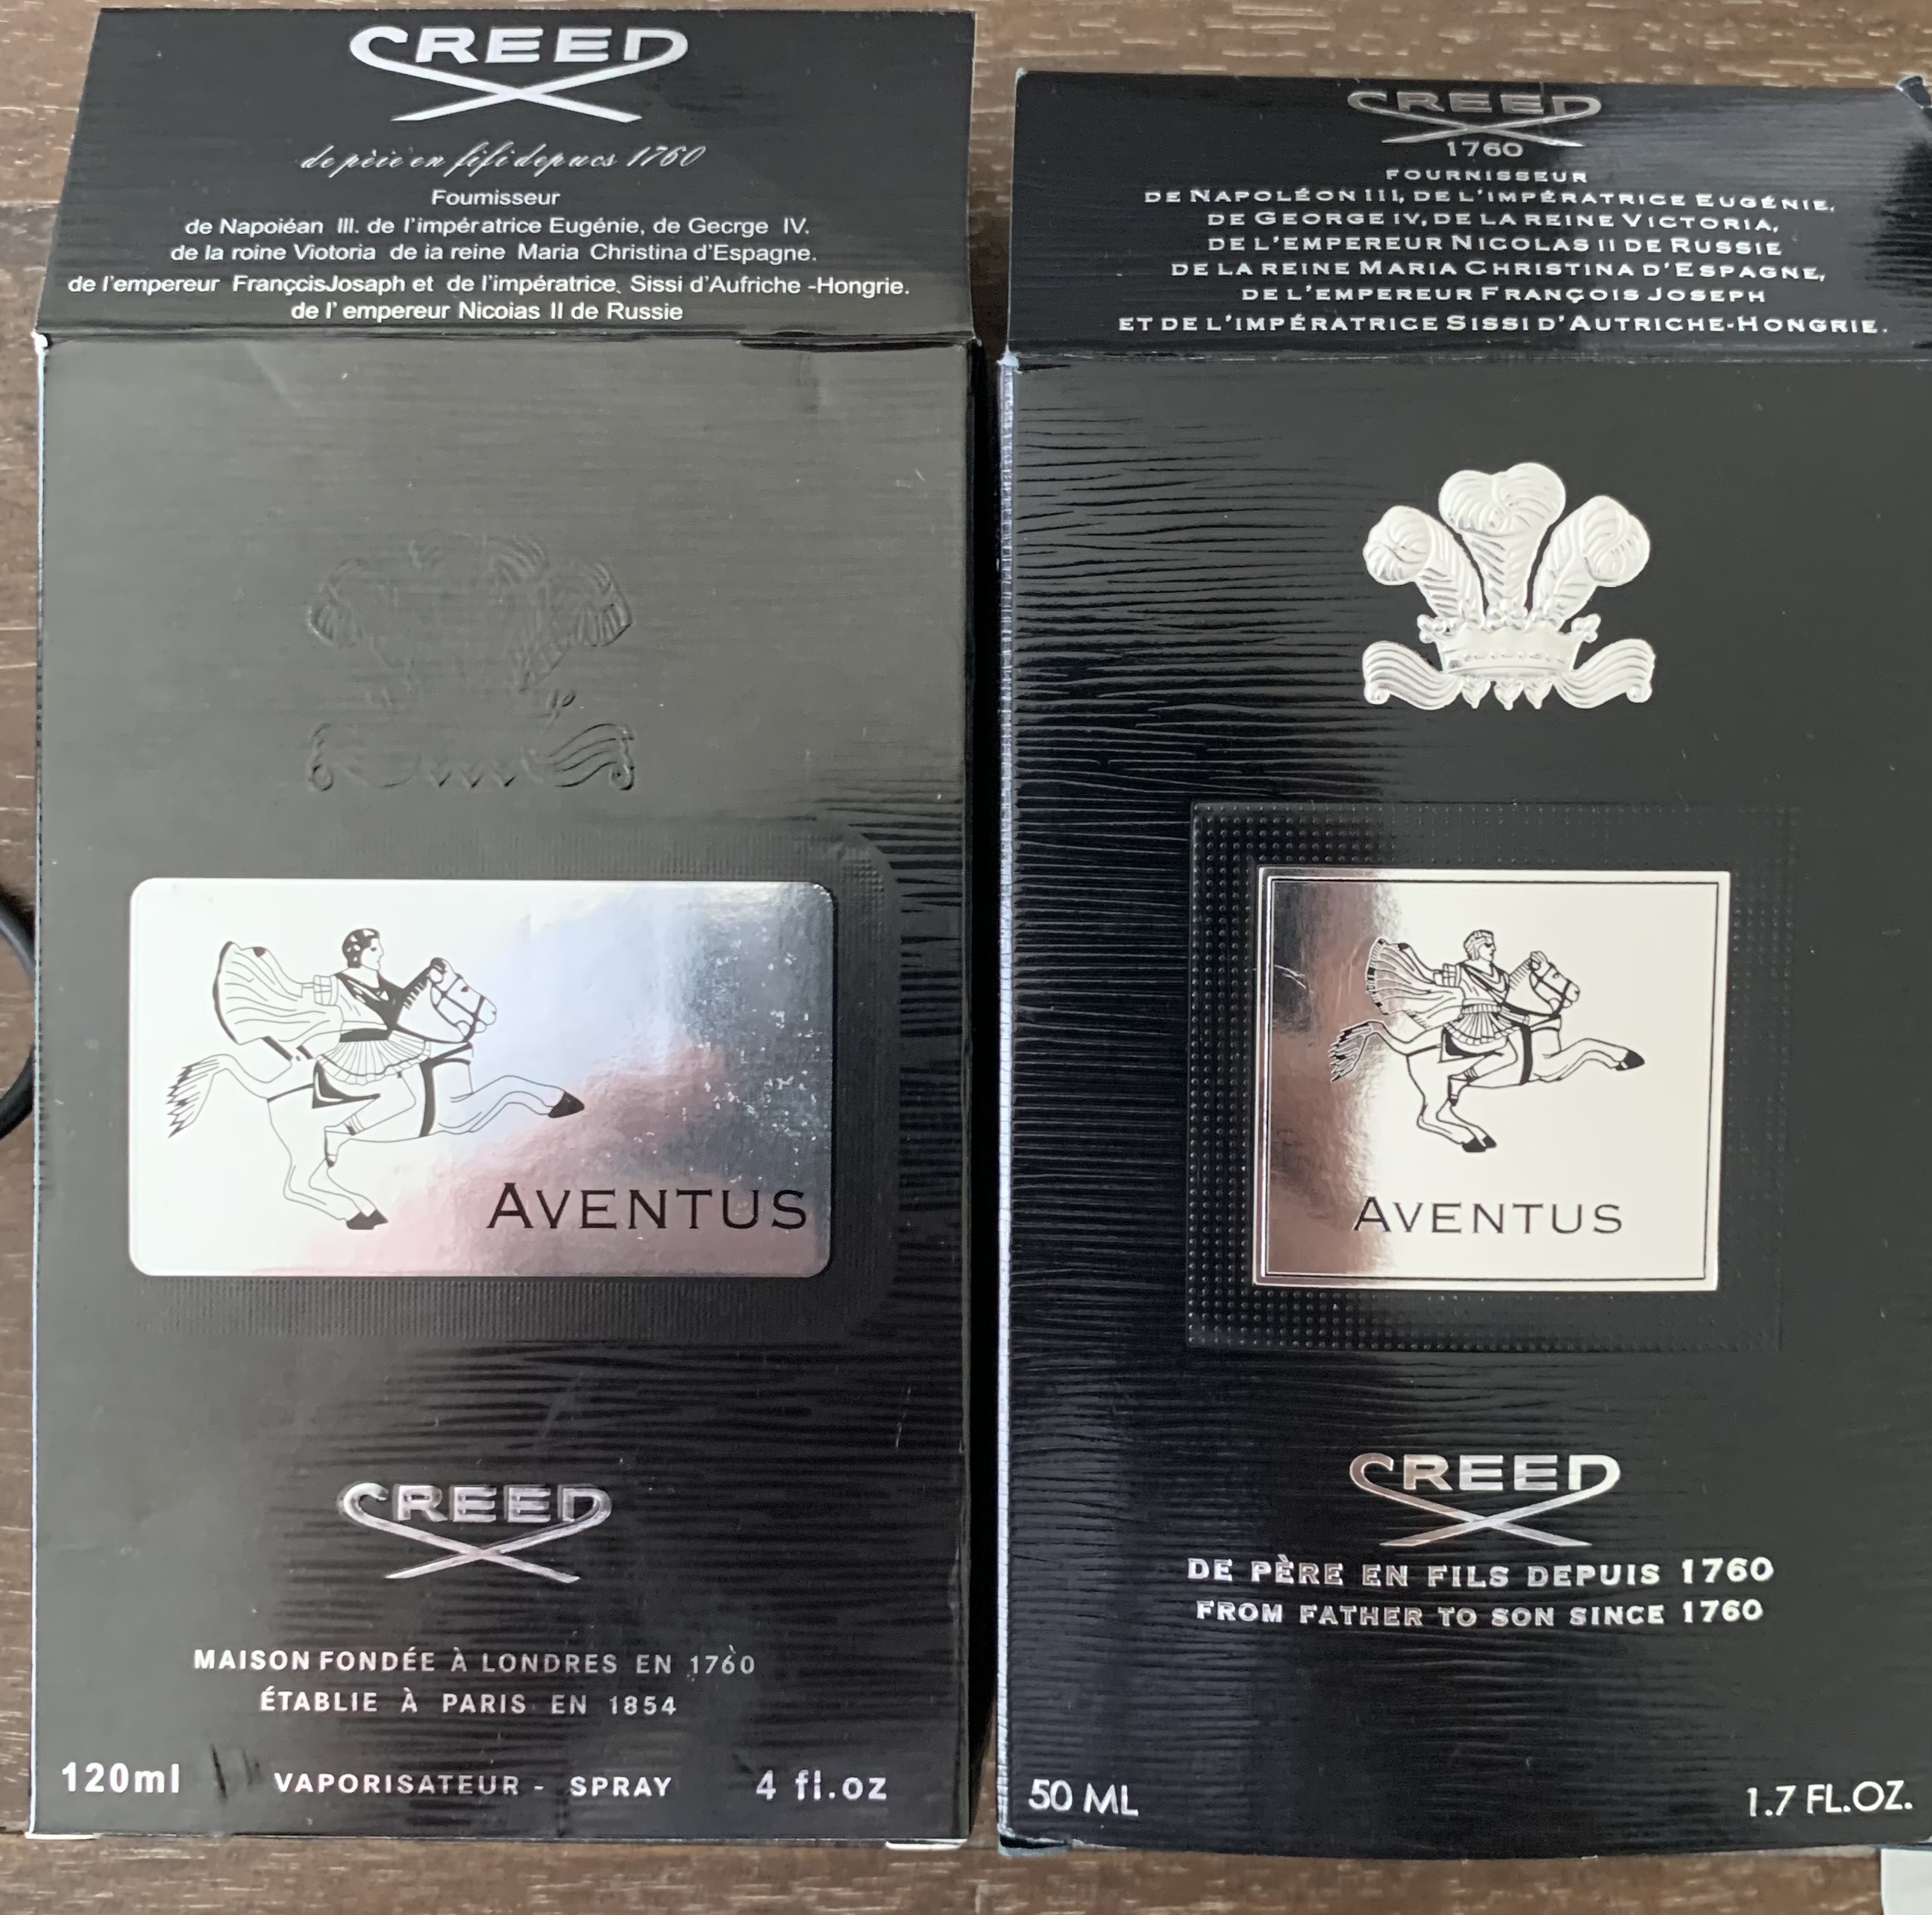 CREED
de pèie en fifi depucs 1760
Foumisseur
de Napoiéan III. de l'impératrice Eugénie, de Gecrge IV.
de la roine Victoria de ia reine Maria Christina d'Espagne.
de l'empereur FrançcisJosaph et de l'impératrice, Sissi d'Aufriche -Hongrie.
de l' empereur Nicoias II de Russie
AVENTUS
CREED
MAISON FONDÉE À LONDRES EN 1760
ÉTABLIE À PARIS EN 1854
120ml VAPORISATEUR - SPRAY 4 fl.oz
CREED
1760
FOURNISSEUR
DE NAPOLÉON III, DE L'IMPÉRATRICE EUGÉNIE,
DE GEORGE IV, DE LA REINE VICTORIA,
DE L'EMPEREUR NICOLAS II DE RUSSIE
DE LA REINE MARIA CHRISTINA D'ESPAGNE,
DE L'EMPEREUR FRANÇOIS JOSEPH
ET DE L'IMPÉRATRICE SISSI D'AUTRICHE-HONGRIE.
AVENTUS
CREED
DE PÈRE EN FILS DEPUIS 1760
FROM FATHER TO SON SINCE 1760
50 ML 1.7 FL.OZ.